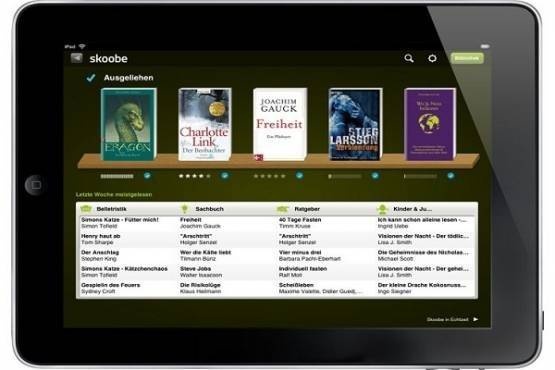 iPad
skoobe
Bibliothek
Ausgeliehen
ERAGON
Charlotte
Link
Der Beobachter
JOACHIM
GAUCK
Freiheit
Ein Plädoyer
STIEG
LARSSON
Verblendung
Letzte Woche meistgelesen
Belletristik
Simons Katze - Fütter mich!
Simon Tofield
Henry haut ab
Tom Sharpe
Der Anschlag
Stephen King
Simons Katze - Kätzchenchaos
Simon Tofield
Gespielin des Feuers
Sydney Croft
Sachbuch
Freiheit
Joachim Gauck
"Arschtritt"
Holger Senzel
Wer die Kälte liebt
Tilmann Bünz
Steve Jobs
Walter Isaacson
Die Risikolüge
Klaus Heilmann
Ratgeber
40 Tage Fasten
Timm Kruse
"Arschtritt"
Holger Senzel
Vier minus drei
Barbara Pachl-Eberhart
Individuell fasten
Ralf Moll
Scheißleben
Maxime Valette, Didier Guedj,...
Kinder & Ju...
Ich kann schon alleine lesen -...
Ingrid Uebe
Visionen der Nacht - Der tödlic...
Lisa J. Smith
Die Geheimnisse des Nicholas...
Michael Scott
Visionen der Nacht - Der gehei...
Lisa J. Smith
Der kleine Drache Kokosnuss...
Ingo Siegner
Skoobe in Echtzeit